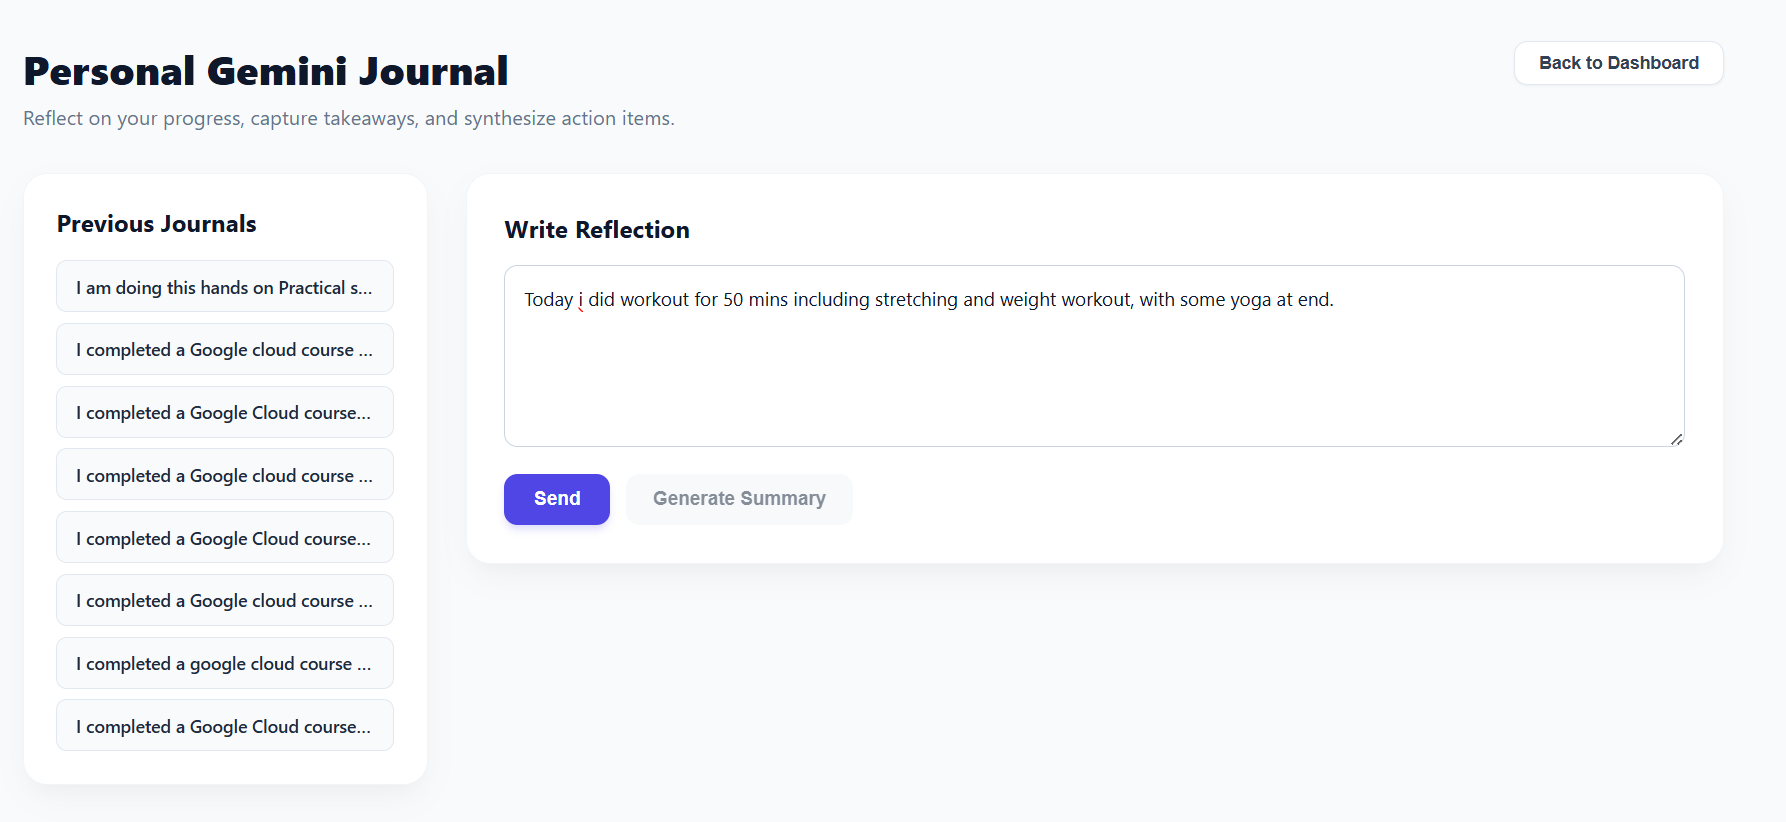 Personal Gemini Journal
Back to Dashboard
Reflect on your progress, capture takeaways, and synthesize action items.
Previous Journals
I am doing this hands on Practical s...
I completed a Google cloud course ...
I completed a Google Cloud course...
I completed a Google cloud course ...
I completed a Google Cloud course...
I completed a Google cloud course ...
I completed a google cloud course ...
I completed a Google Cloud course...
Write Reflection
Today i did workout for 50 mins including stretching and weight workout, with some yoga at end.
Send
Generate Summary